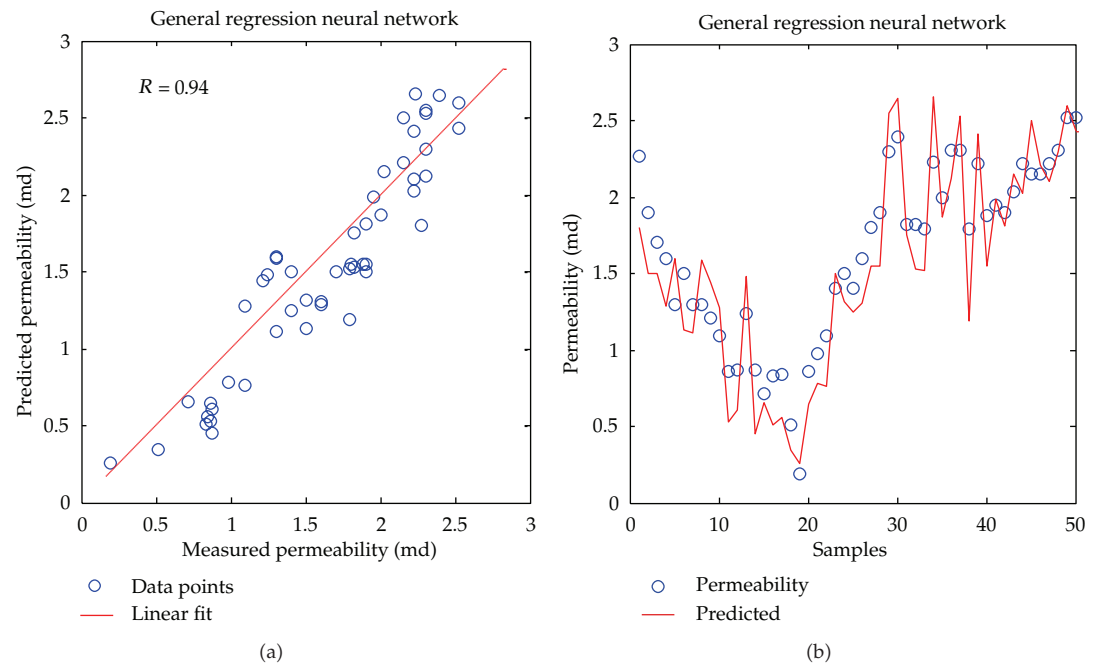 General regression neural network
3
2.5
2
1.5
1
0.5
0
R = 0.94
Predicted permeability (md)
0 0.5 1 1.5 2 2.5 3
Measured permeability (md)
Data points
Linear fit
(a)
General regression neural network
3
2.5
2
1.5
1
0.5
0
Permeability (md)
0 10 20 30 40 50
Samples
Permeability
Predicted
(b)